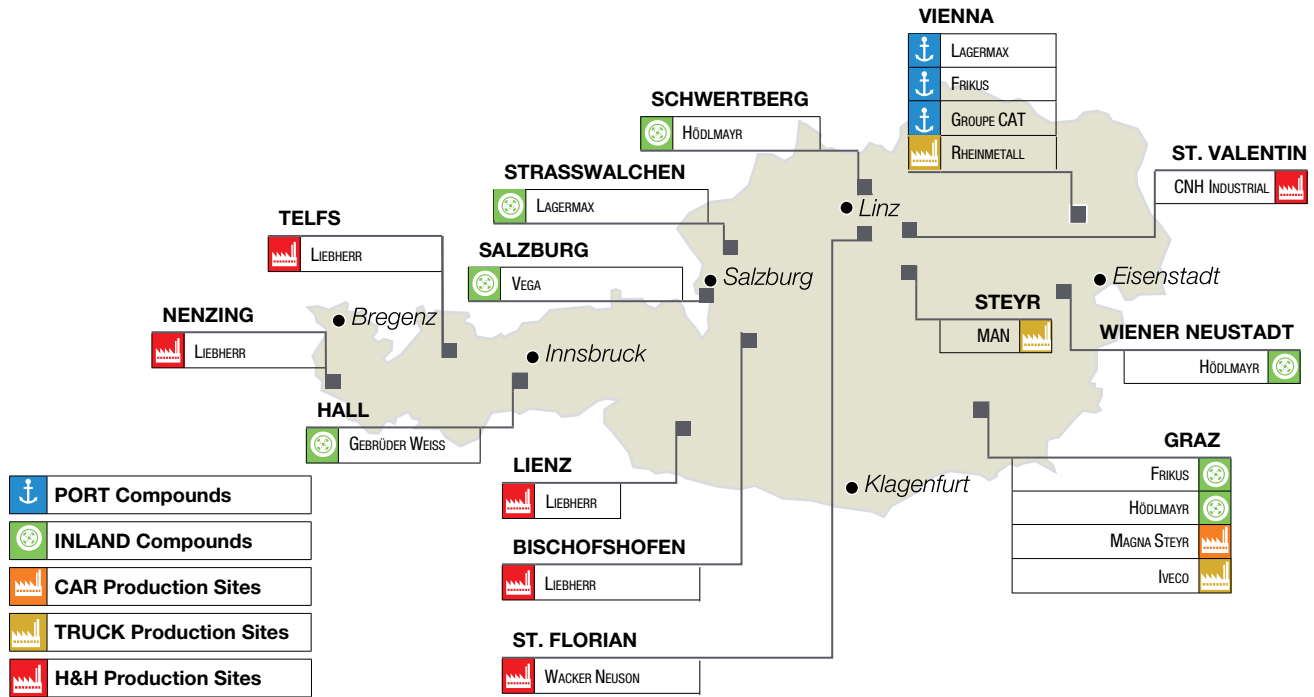 VIENNA
LAGERMAX
FRIKUS
GROUPE CAT
RHEINMETALL
SCHWERTBERG
HÖDLMAYR
ST. VALENTIN
CNH INDUSTRIAL
STRASSWALCHEN
LAGERMAX
Linz
TELFS
LIEBHERR
SALZBURG
VEGA
Salzburg
Eisenstadt
NENZING
LIEBHERR
Bregenz
Innsbruck
STEYR
MAN
WIENER NEUSTADT
HÖDLMAYR
HALL
GEBRÜDER WEISS
GRAZ
FRIKUS
HÖDLMAYR
MAGNA STEYR
IVECO
LIENZ
LIEBHERR
Klagenfurt
BISCHOFSHOFEN
LIEBHERR
ST. FLORIAN
WACKER NEUSON
PORT Compounds
INLAND Compounds
CAR Production Sites
TRUCK Production Sites
H&H Production Sites